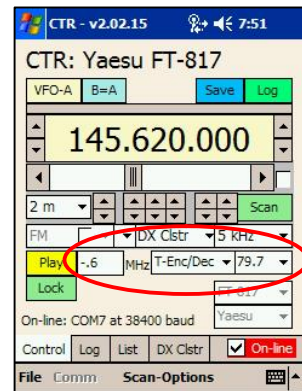 CTR - v2.02.15 7:51
CTR: Yaesu FT-817
VFO-A B=A Save Log
145.620.000
2 m Scan
FM DX Clstr 5 kHz
Play -.6 MHz T-Enc/Dec 79.7
Lock FT-817
On-line: COM7 at 38400 baud Yaesu
Control Log List DX Clstr On-line
File Comm Scan-Options